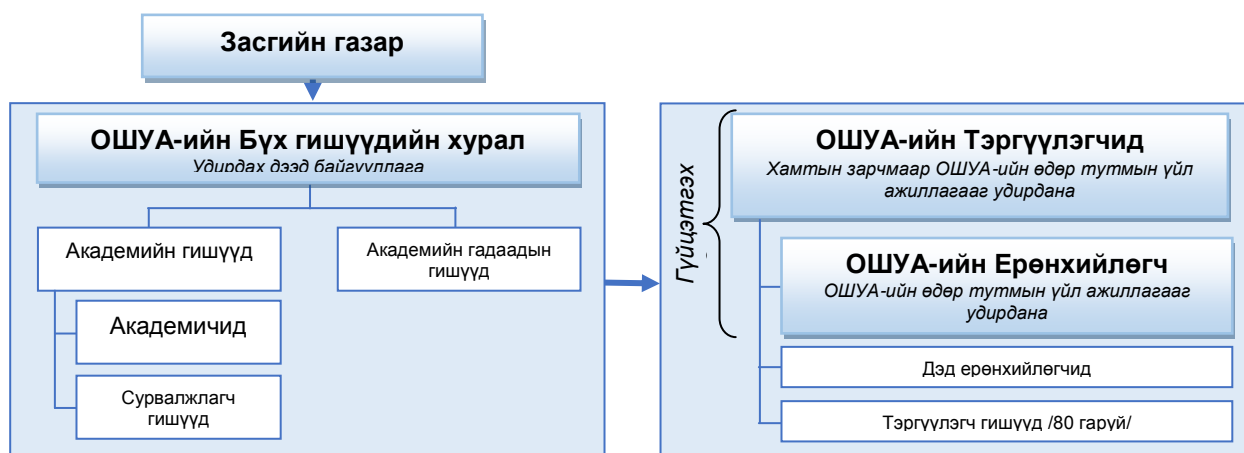 Засгийн газар
ОШУА-ийн Бүх гишүүдийн хурал
Удирдах дээд байгууллага
Академийн гишүүд
Академийн гадаадын
гишүүд
Академичид
Сурвалжлагч
гишүүд
Гүйцэтгэх
ОШУА-ийн Тэргүүлэгчид
Хамтын зарчмаар ОШУА-ийн өдөр тутмын үйл
ажиллагааг удирдана
ОШУА-ийн Ерөнхийлөгч
ОШУА-ийн өдөр тутмын үйл ажиллагааг
удирдана
Дэд ерөнхийлөгчид
Тэргүүлэгч гишүүд /80 гаруй/